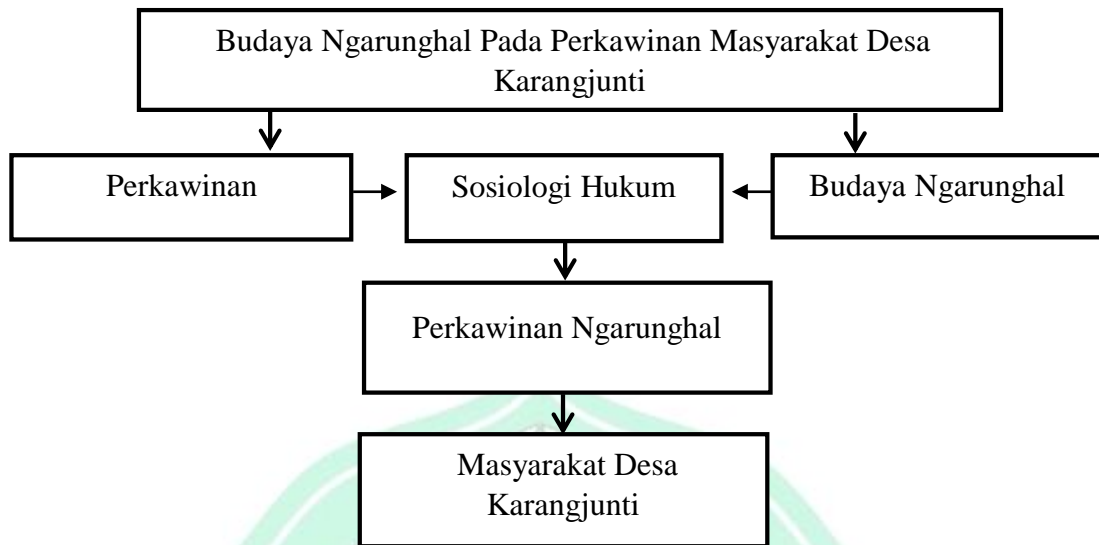 Budaya Ngarunghal Pada Perkawinan Masyarakat Desa
Karangjunti
Perkawinan
Sosiologi Hukum
Budaya Ngarunghal
Perkawinan Ngarunghal
Masyarakat Desa
Karangjunti